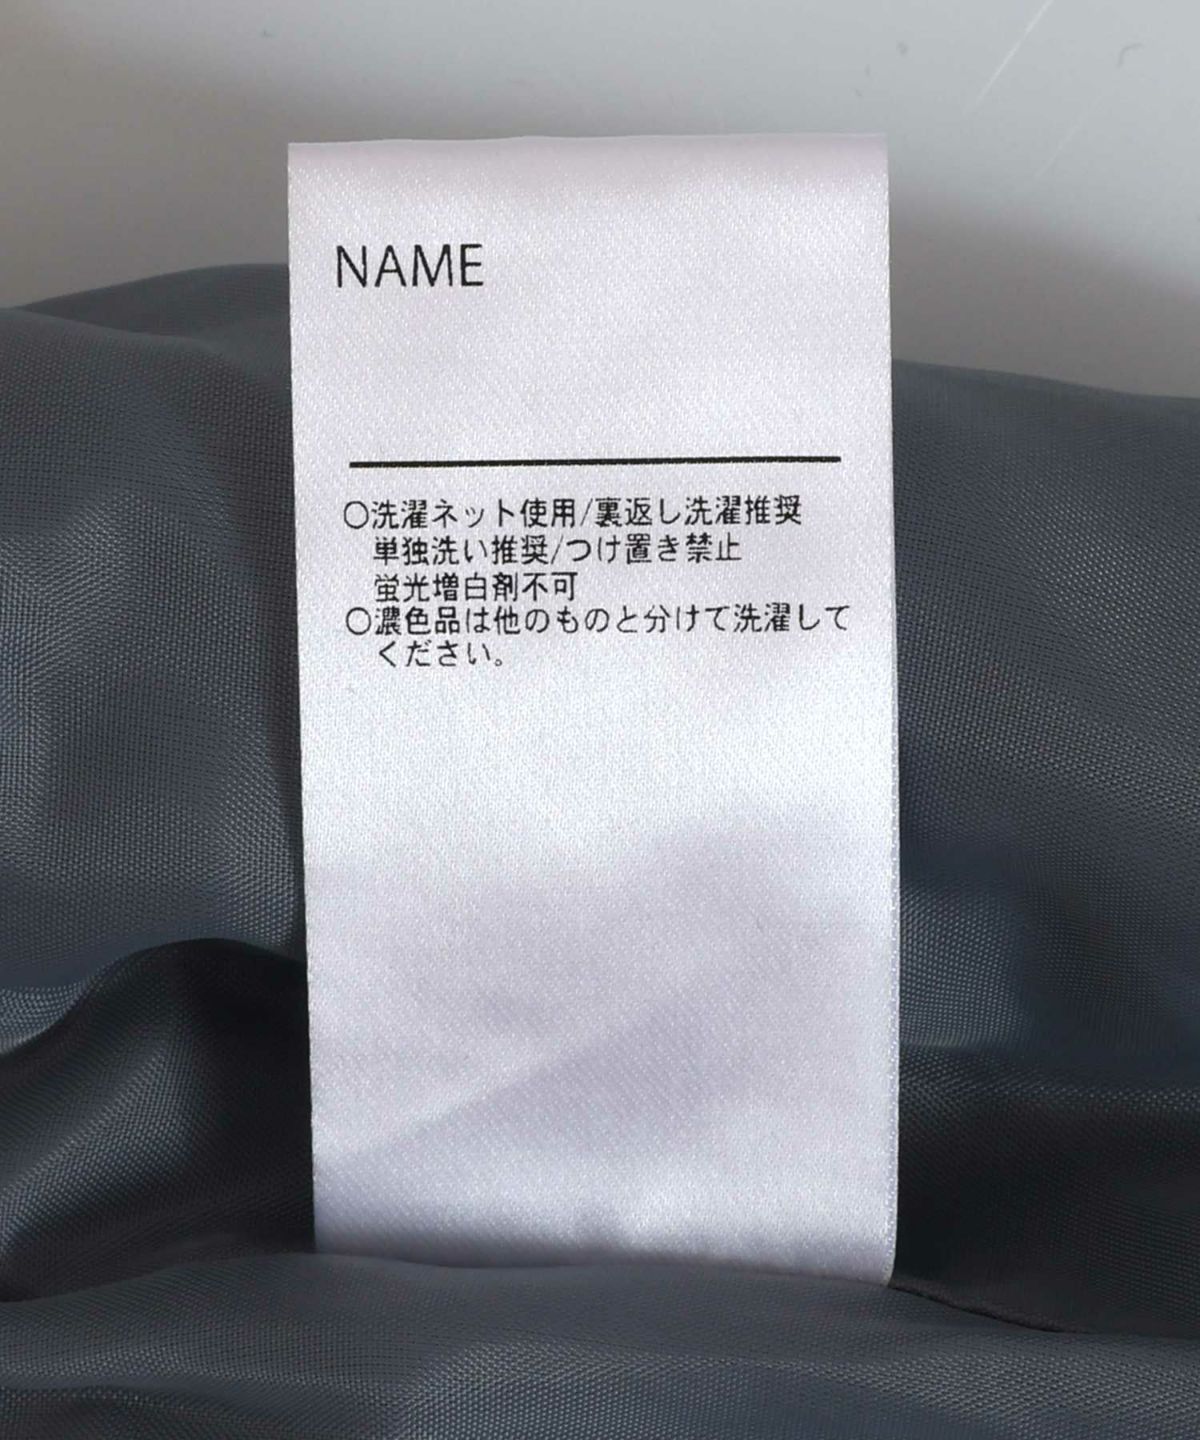 NAME
○洗濯ネット使用/裏返し洗濯推奨
単独洗い推奨/つけ置き禁止
蛍光増白剤不可
○濃色品は他のものと分けて洗濯して
ください。